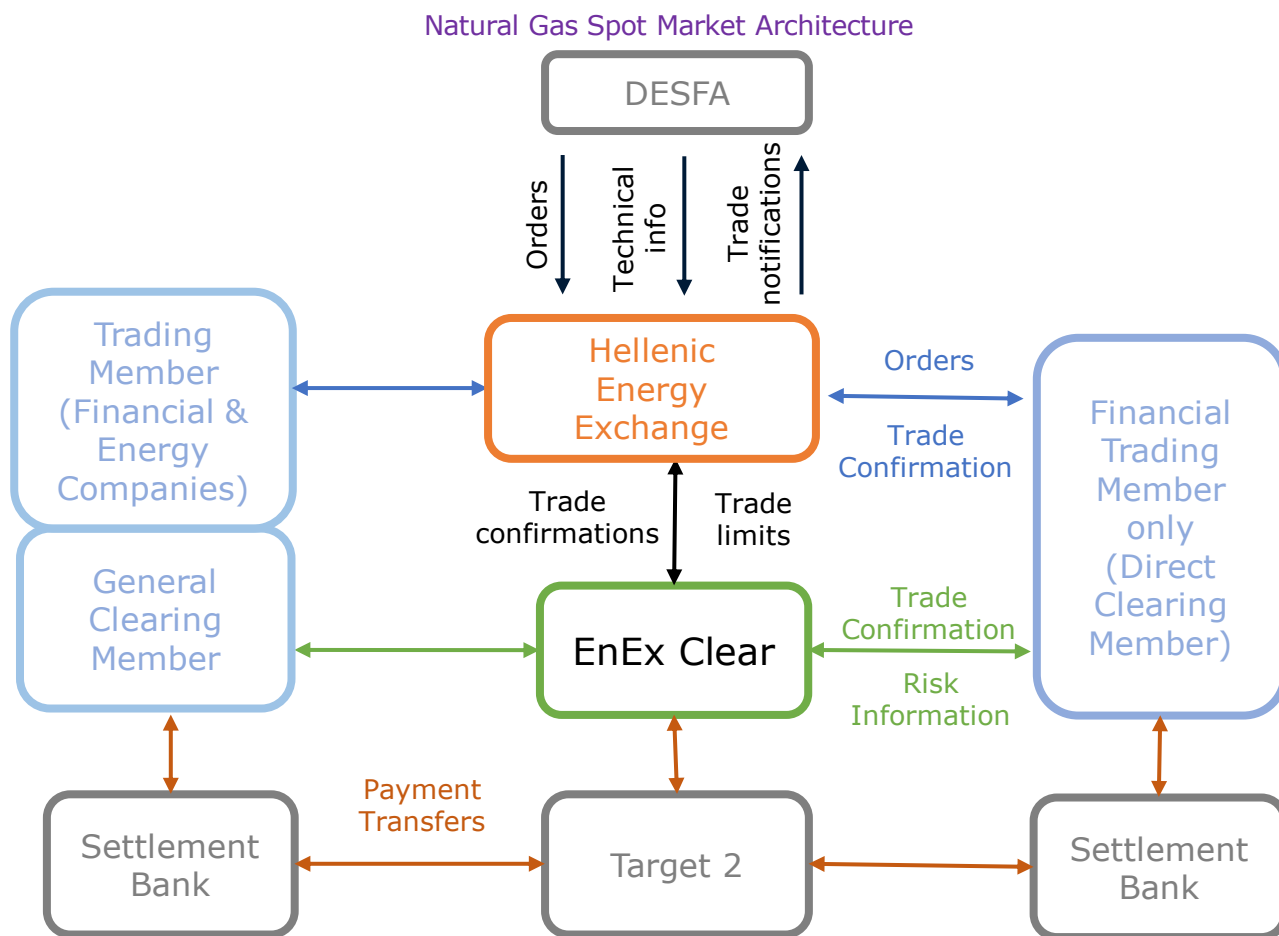 Natural Gas Spot Market Architecture
DESFA
Orders
Technical
info
Trade
notifications
Trading
Member
(Financial &
Energy
Companies)
Hellenic
Energy
Exchange
Orders
Trade
Confirmation
Financial
Trading
Member
only
(Direct
Clearing
Member)
Trade
confirmations
Trade
limits
General
Clearing
Member
EnEx Clear
Trade
Confirmation
Risk
Information
Payment
Transfers
Settlement
Bank
Target 2
Settlement
Bank